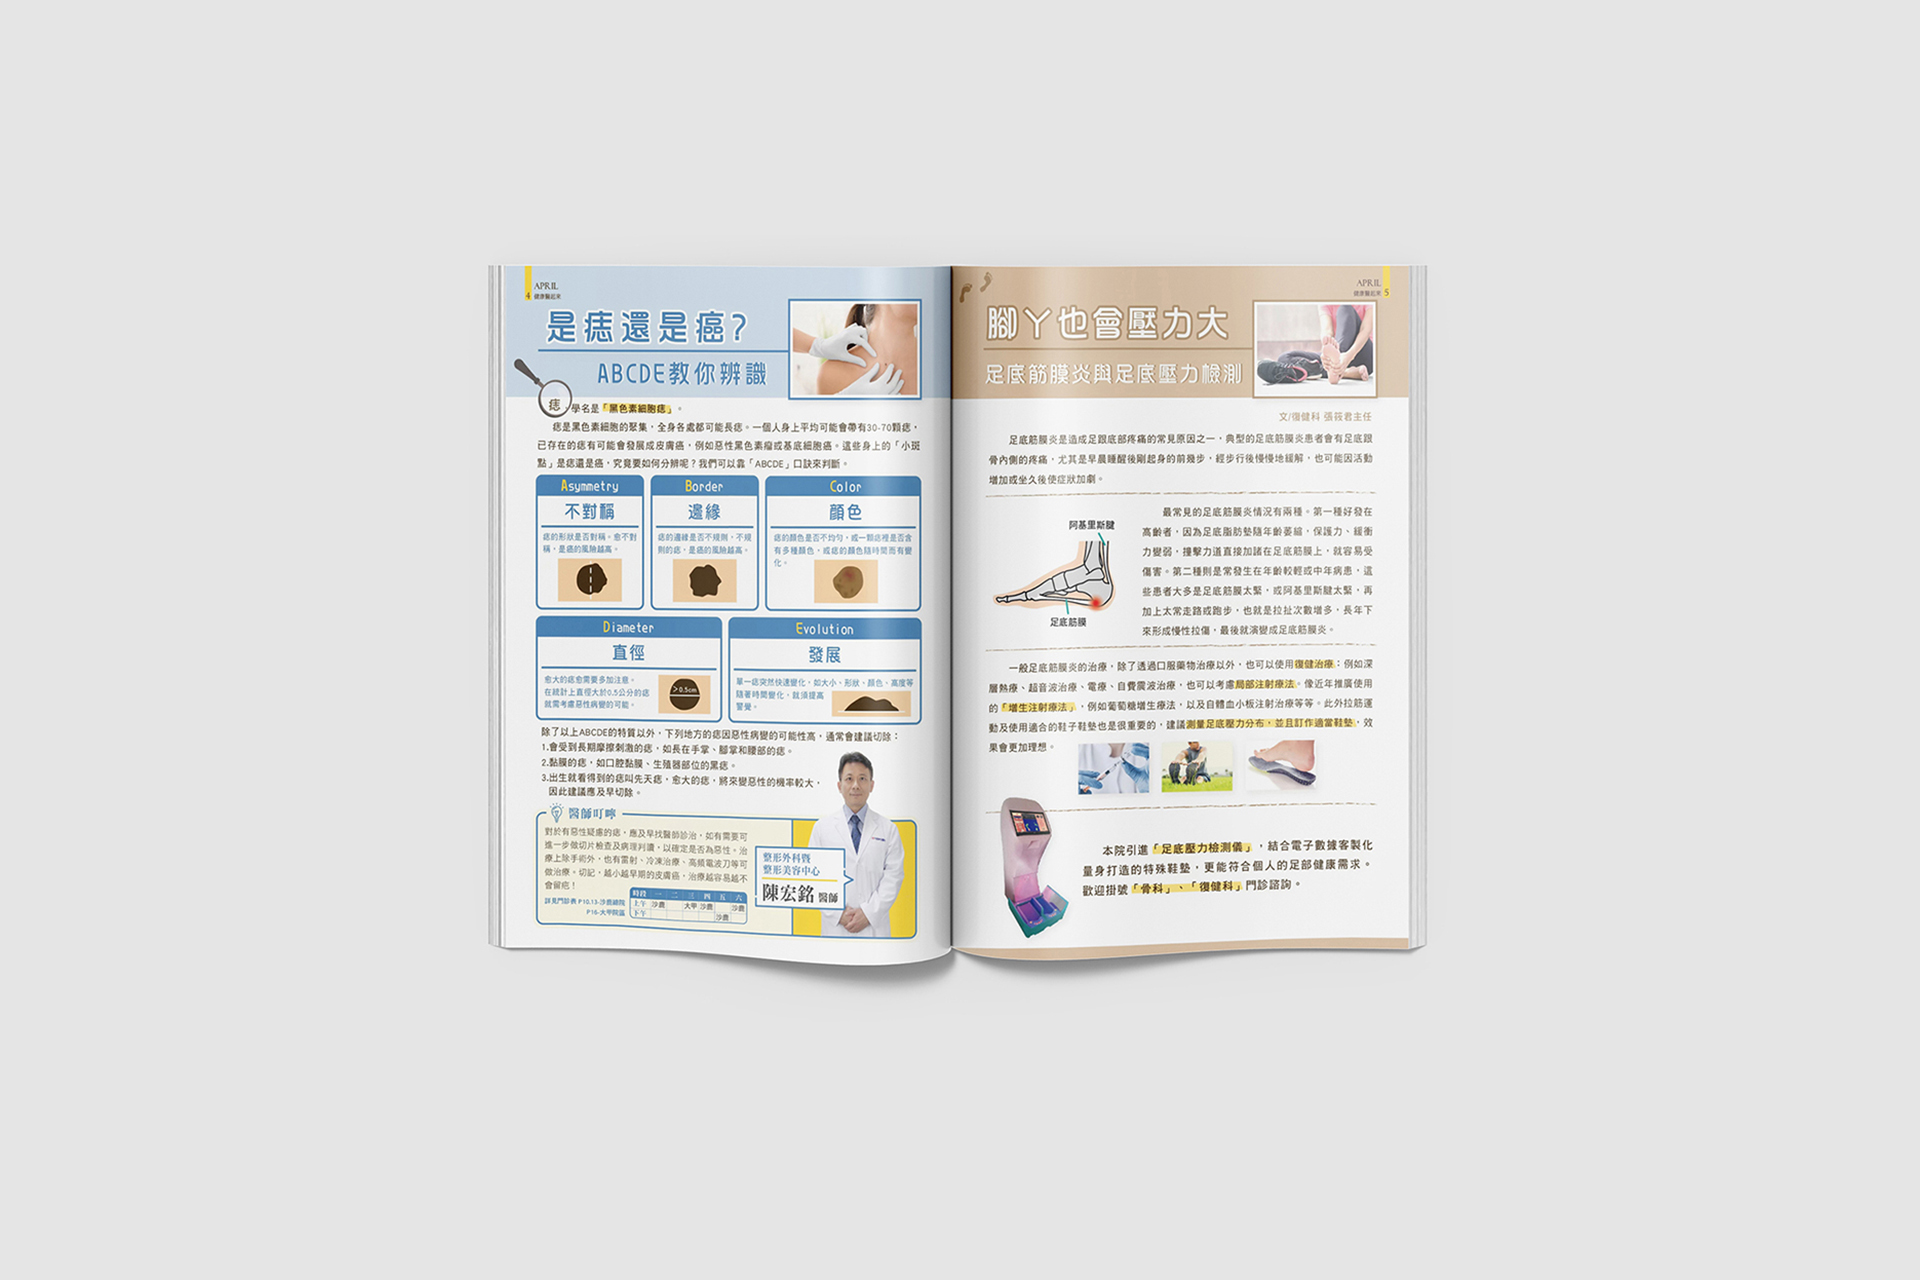 APRIL
4 健康醫起來
是痣還是癌?
ABCDE教你辨識
痣，學名是「黑色素細胞痣」。
痣是黑色素細胞的聚集，全身各處都可能長痣。一個人身上平均可能會帶有30-70顆痣，
已存在的痣有可能會發展成皮膚癌，例如惡性黑色素瘤或基底細胞癌。這些身上的「小斑
點」是痣還是癌，究竟要如何分辨呢？我們可以靠「ABCDE」口訣來判斷。
Asymmetry
不對稱
痣的形狀是否對稱。愈不對
稱，是癌的風險越高。
Border
邊緣
痣的邊緣是否不規則，不規
則的痣，是癌的風險越高。
Color
顏色
痣的顏色是否不均勻，或一顆痣裡是否含
有多種顏色，或痣的顏色隨時間而有變
化。
Diameter
直徑
愈大的痣愈需要多加注意。
在統計上直徑大於0.5公分的痣
就需考慮惡性病變的可能。
>0.5cm
Evolution
發展
單一痣突然快速變化，如大小、形狀、顏色、高度等
隨著時間變化，就須提高
警覺。
除了以上ABCDE的特質以外，下列地方的痣因惡性病變的可能性高，通常會建議切除：
1.會受到長期摩擦刺激的痣，如長在手掌、腳掌和腰部的痣。
2.黏膜的痣，如口腔黏膜、生殖器部位的黑痣。
3.出生就看得到的痣叫先天痣，愈大的痣，將來變惡性的機率較大，
因此建議應及早切除。
醫師叮嚀
對於有惡性疑慮的痣，應及早找醫師診治，如有需要可
進一步做切片檢查及病理判讀，以確定是否為惡性。治
療上除手術外，也有雷射、冷凍治療、高頻電波刀等可
做治療。切記，越小越早期的皮膚癌，治療越容易越不
會留疤！
詳見門診表 P10.13-沙鹿總院
P16-大甲院區
時段 一 二 三 四 五 六
上午 沙鹿 大甲 沙鹿 沙鹿
下午 沙鹿
整形外科暨
整形美容中心
陳宏銘 醫師
APRIL
健康醫起來 5
腳丫也會壓力大
足底筋膜炎與足底壓力檢測
文/復健科 張筱君主任
足底筋膜炎是造成足跟底部疼痛的常見原因之一，典型的足底筋膜炎患者會有足底跟
骨內側的疼痛，尤其是早晨睡醒後剛起身的前幾步，經步行後慢慢地緩解，也可能因活動
增加或坐久後使症狀加劇。
阿基里斯腱
足底筋膜
最常見的足底筋膜炎情況有兩種。第一種好發在
高齡者，因為足底脂肪墊隨年齡萎縮，保護力、緩衝
力變弱，撞擊力道直接加諸在足底筋膜上，就容易受
傷害。第二種則是常發生在年齡較輕或中年病患，這
些患者大多是足底筋膜太緊，或阿基里斯腱太緊，再
加上太常走路或跑步，也就是拉扯次數增多，長年下
來形成慢性拉傷，最後就演變成足底筋膜炎。
一般足底筋膜炎的治療，除了透過口服藥物治療以外，也可以使用復健治療：例如深
層熱療、超音波治療、電療、自費震波治療，也可以考慮局部注射療法。像近年推廣使用
的「增生注射療法」，例如葡萄糖增生療法，以及自體血小板注射治療等等。此外拉筋運
動及使用適合的鞋子鞋墊也是很重要的，建議測量足底壓力分布，並且訂作適當鞋墊，效
果會更加理想。
本院引進「足底壓力檢測儀」，結合電子數據客製化
量身打造的特殊鞋墊，更能符合個人的足部健康需求。
歡迎掛號「骨科」、「復健科」門診諮詢。